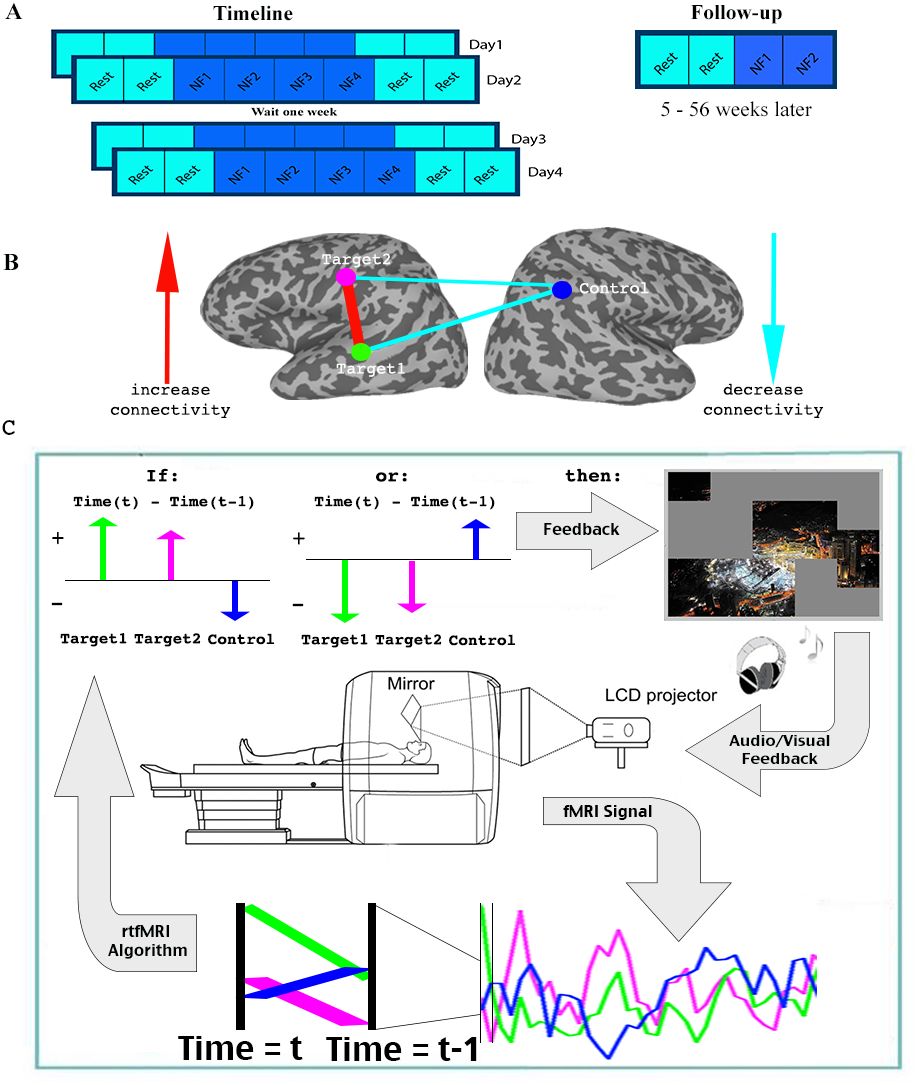 A
Timeline
Follow-up
Day1
Rest Rest NF1 NF2 NF3 NF4 Rest Rest
Day2
Rest Rest NF1 NF2
Wait one week
5 - 56 weeks later
Day3
Rest Rest NF1 NF2 NF3 NF4 Rest Rest
Day4
B
Target2
Control
Target1
increase
connectivity
decrease
connectivity
C
If:
or:
then:
Time(t) - Time(t-1)
Time(t) - Time(t-1)
+
+
Feedback
–
–
Target1 Target2 Control
Target1 Target2 Control
Mirror
LCD projector
Audio/Visual
Feedback
fMRI Signal
rtfMRI
Algorithm
Time = t
Time = t-1